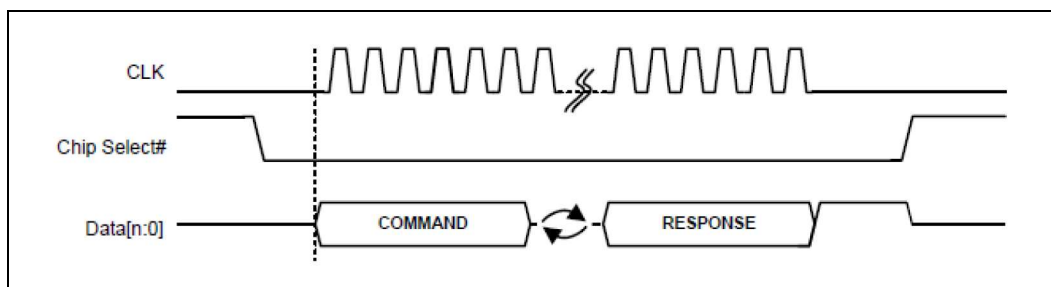 CLK
Chip Select#
Data[n:0]
COMMAND
RESPONSE